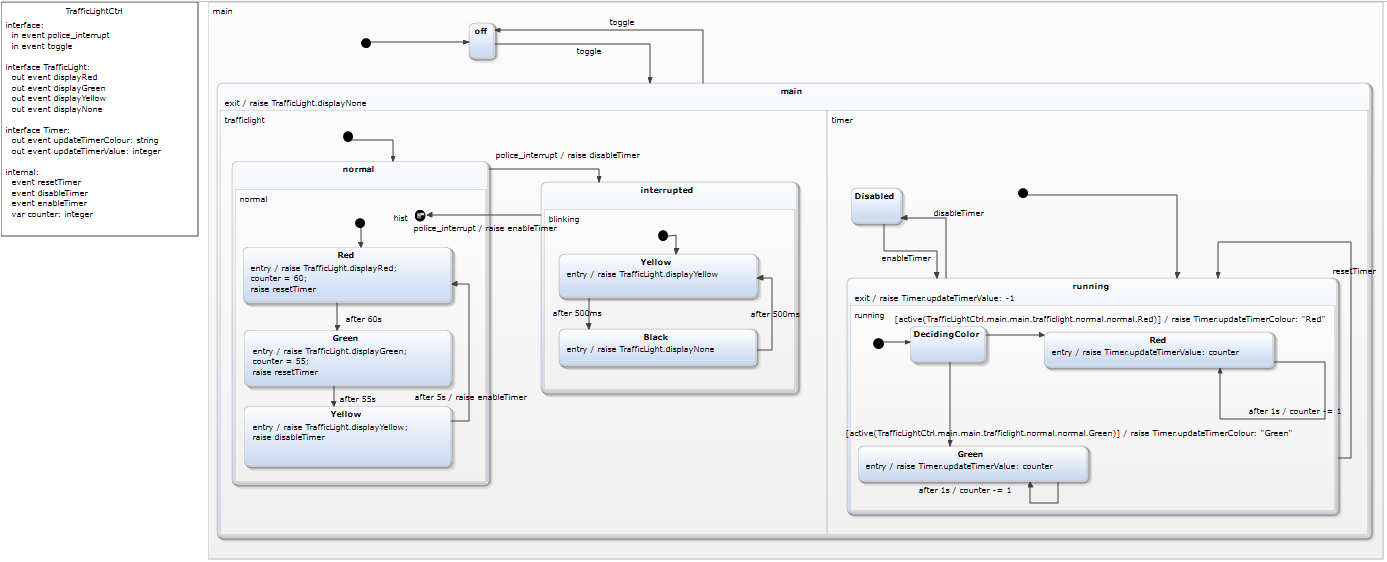 TrafficLightCtrl
interface:
in event police_interrupt
in event toggle
interface TrafficLight:
out event displayRed
out event displayGreen
out event displayYellow
out event displayNone
interface Timer:
out event updateTimerColour: string
out event updateTimerValue: integer
internal:
event resetTimer
event disableTimer
event enableTimer
var counter: integer
main
off
toggle
toggle
main
exit / raise TrafficLight.displayNone
trafficlight
police_interrupt / raise disableTimer
normal
normal
hist
police_interrupt / raise enableTimer
Red
entry / raise TrafficLight.displayRed;
counter = 60;
raise resetTimer
after 60s
Green
entry / raise TrafficLight.displayGreen;
counter = 55;
raise resetTimer
after 55s
after 5s / raise enableTimer
Yellow
entry / raise TrafficLight.displayYellow;
raise disableTimer
interrupted
blinking
Yellow
entry / raise TrafficLight.displayYellow
after 500ms
after 500ms
Black
entry / raise TrafficLight.displayNone
timer
Disabled
disableTimer
enableTimer
resetTimer
running
exit / raise Timer.updateTimerValue: -1
running
[active(TrafficLightCtrl.main.main.trafficlight.normal.normal.Red)] / raise Timer.updateTimerColour: "Red"
DecidingColor
Red
entry / raise Timer.updateTimerValue: counter
after 1s / counter -= 1
[active(TrafficLightCtrl.main.main.trafficlight.normal.normal.Green)] / raise Timer.updateTimerColour: "Green"
Green
entry / raise Timer.updateTimerValue: counter
after 1s / counter -= 1